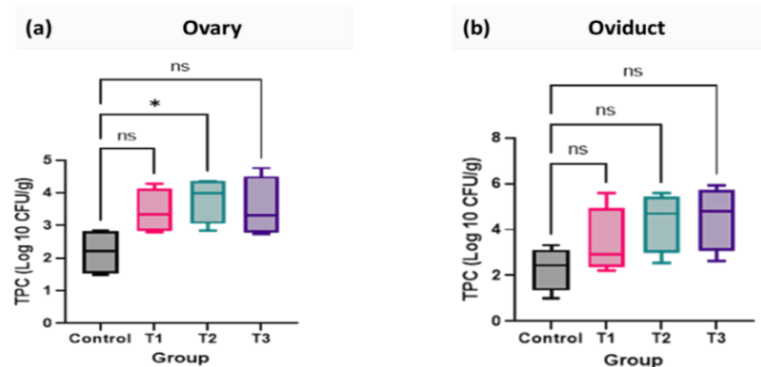 (a) Ovary
ns
*
ns
TPC (Log 10 CFU/g)
5
4
3
2
1
0
Control T1 T2 T3
Group
(b) Oviduct
ns
ns
ns
TPC (Log 10 CFU/g)
8
6
4
2
0
Control T1 T2 T3
Group